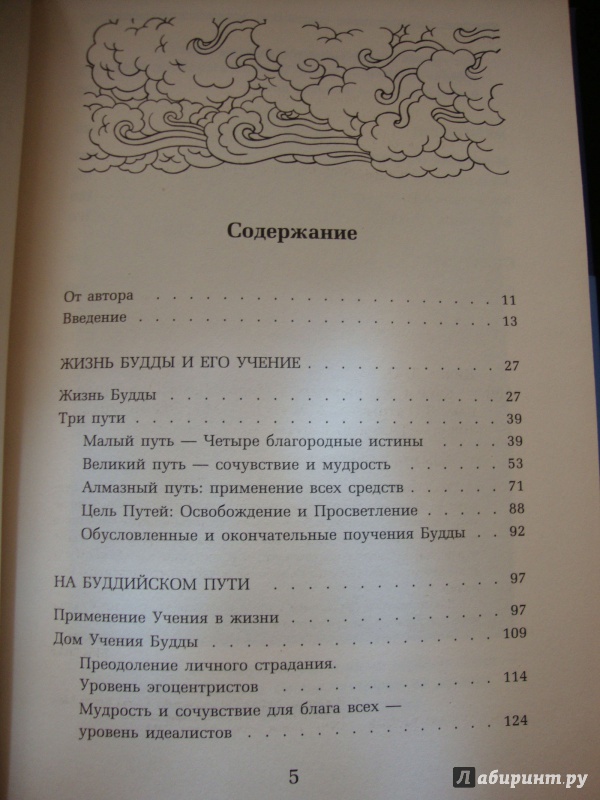 Содержание
От автора . . . . . . . . . . . . . . . . . . . . . . 11
Введение . . . . . . . . . . . . . . . . . . . . . . 13
ЖИЗНЬ БУДДЫ И ЕГО УЧЕНИЕ . . . . . . . . . . . . 27
Жизнь Будды . . . . . . . . . . . . . . . . . . . . 27
Три пути . . . . . . . . . . . . . . . . . . . . . . 39
Малый путь — Четыре благородные истины . . . . 39
Великий путь — сочувствие и мудрость . . . . . . 53
Алмазный путь: применение всех средств . . . . . 71
Цель Путей: Освобождение и Просветление . . . . 88
Обусловленные и окончательные поучения Будды . . 92
НА БУДДИЙСКОМ ПУТИ . . . . . . . . . . . . . . 97
Применение Учения в жизни . . . . . . . . . . . . 97
Дом Учения Будды . . . . . . . . . . . . . . . . . 109
Преодоление личного страдания.
Уровень эгоцентристов . . . . . . . . . . . . . 114
Мудрость и сочувствие для блага всех —
уровень идеалистов . . . . . . . . . . . . . . . 124
5
Лабиринт.ру